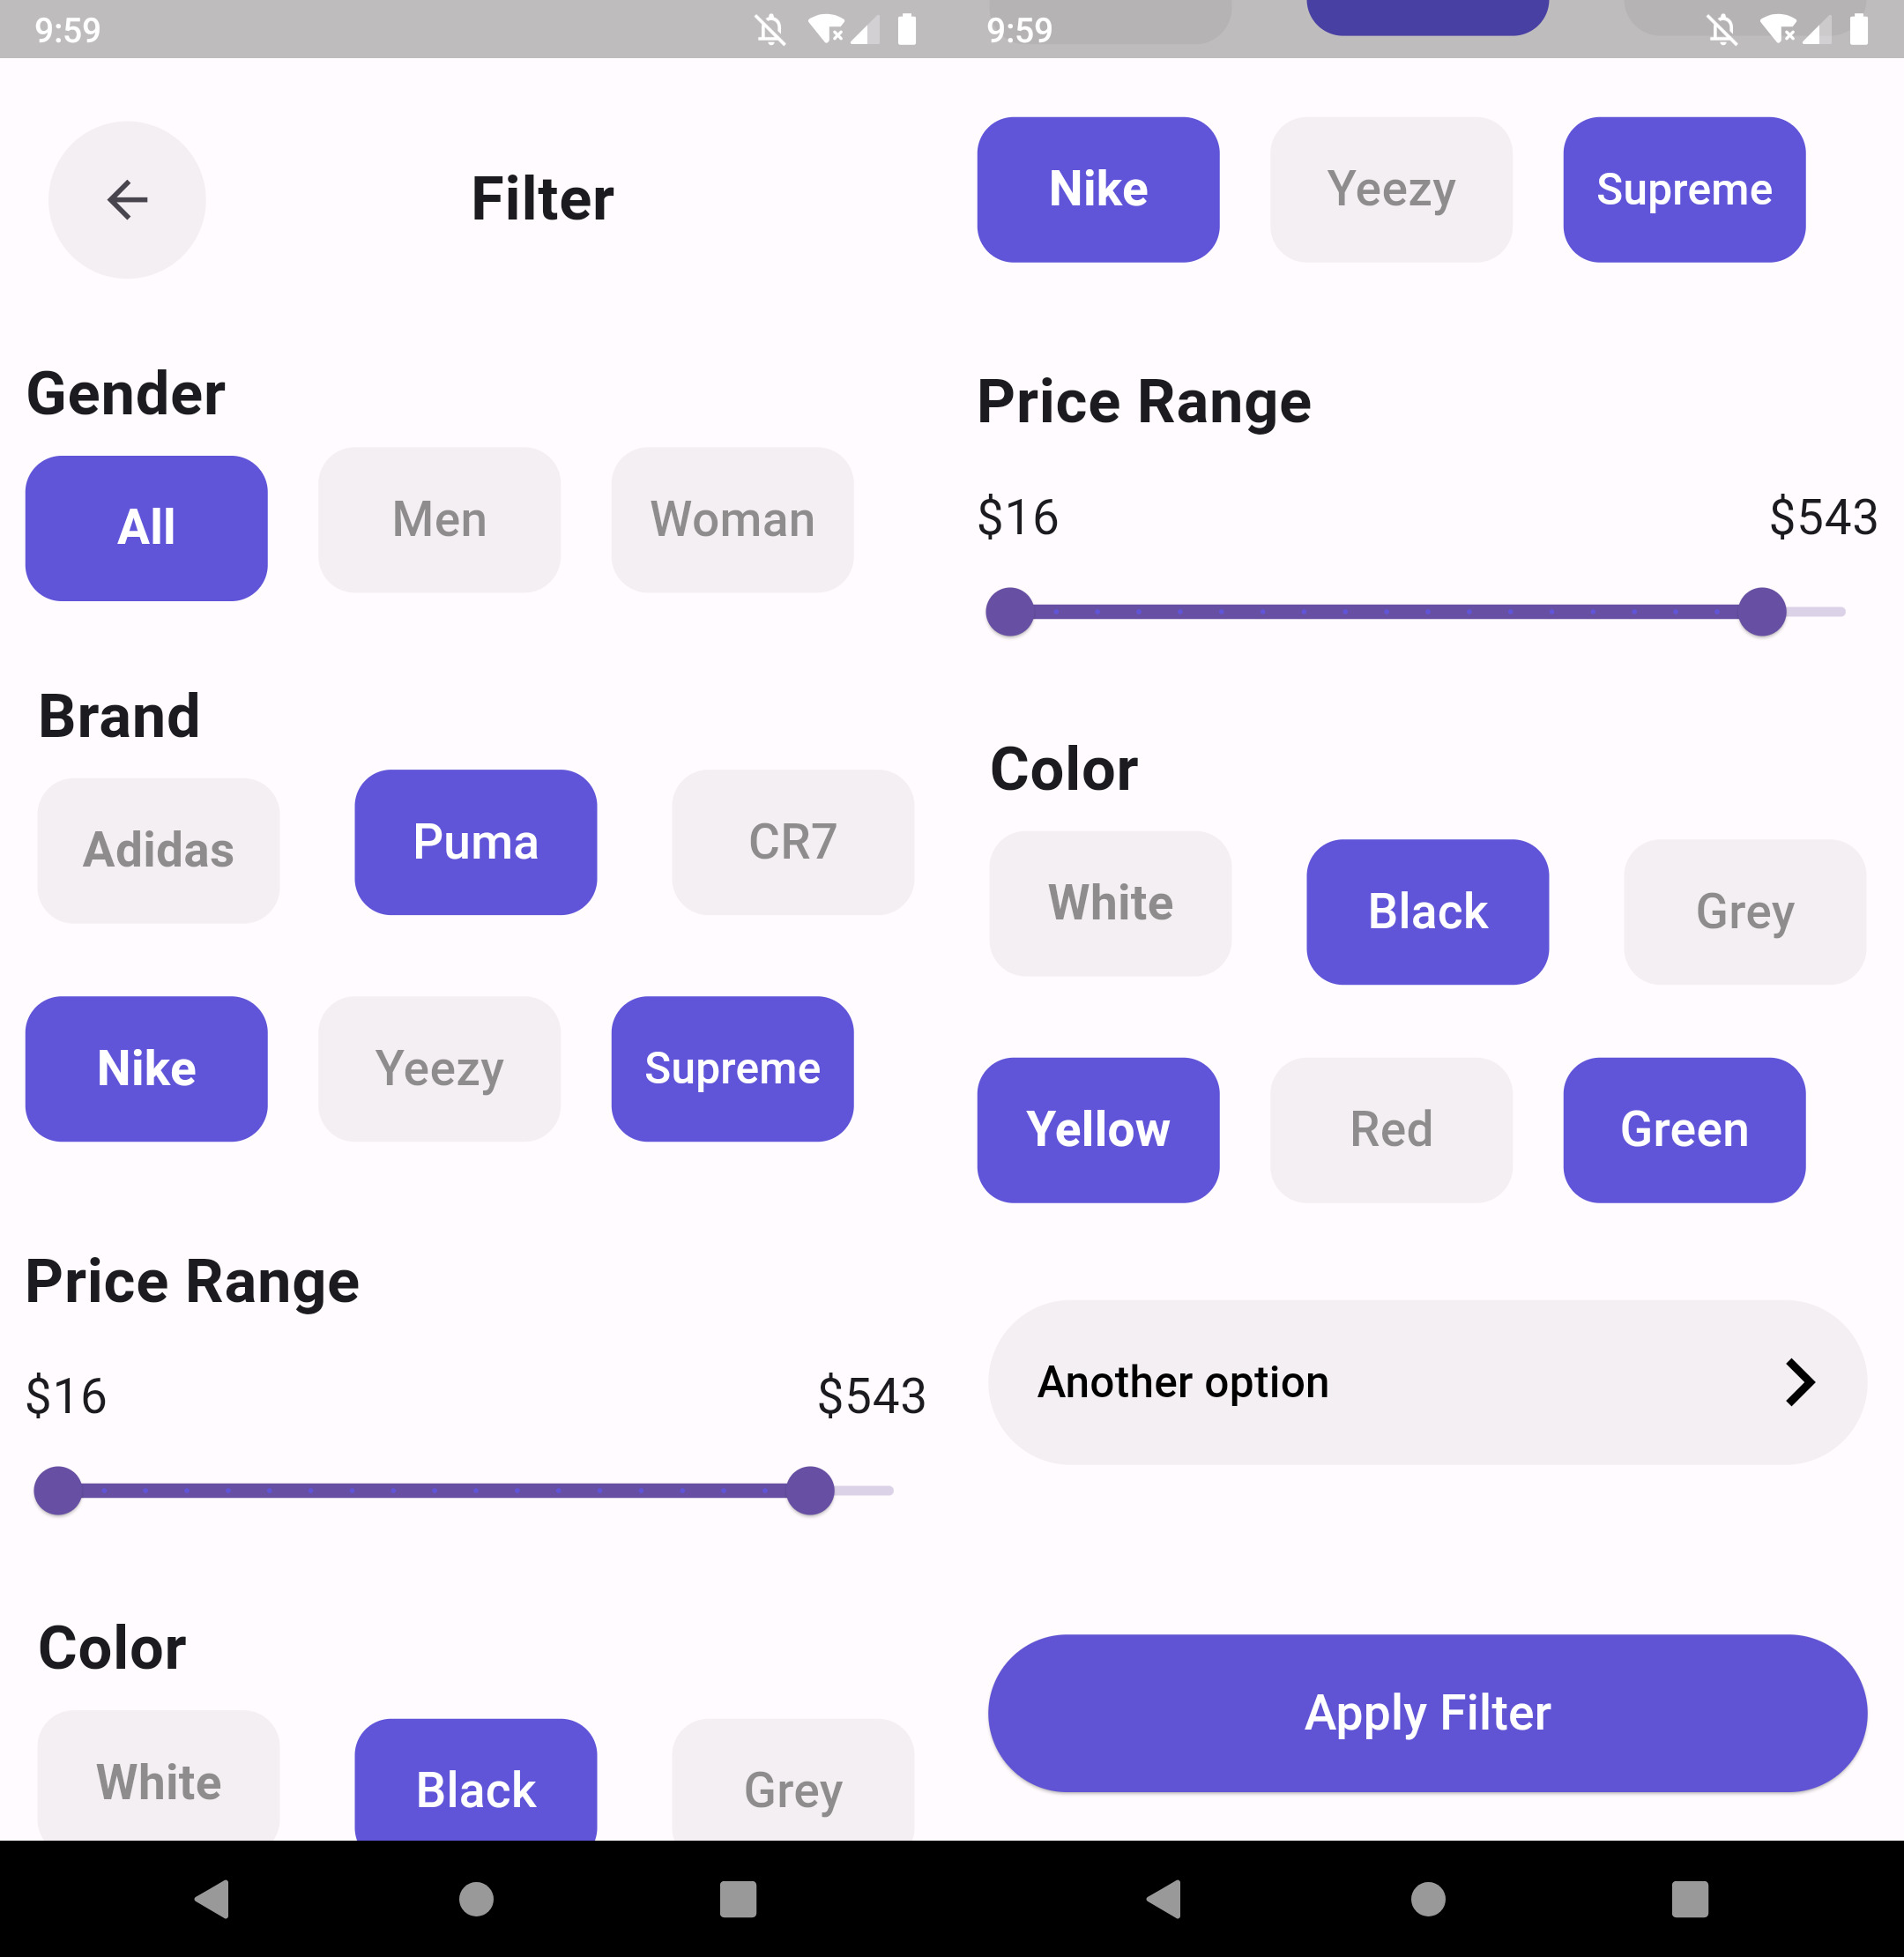 9:59
Filter
Gender
All Men Woman
Brand
Adidas Puma CR7
Nike Yeezy Supreme
Price Range
$16 $543
Color
White Black Grey
9:59
Nike Yeezy Supreme
Price Range
$16 $543
Color
White Black Grey
Yellow Red Green
Another option
Apply Filter